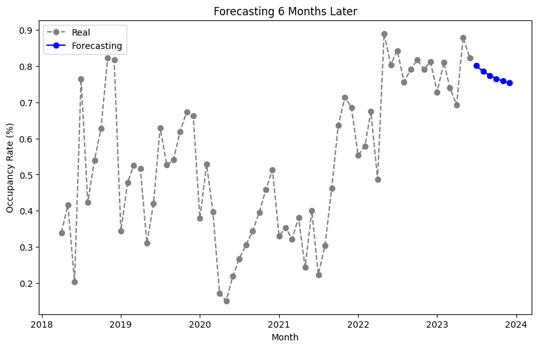 Forecasting 6 Months Later
Real
Forecasting
0.9
0.8
0.7
0.6
0.5
0.4
0.3
0.2
Occupancy Rate (%)
2018 2019 2020 2021 2022 2023 2024
Month